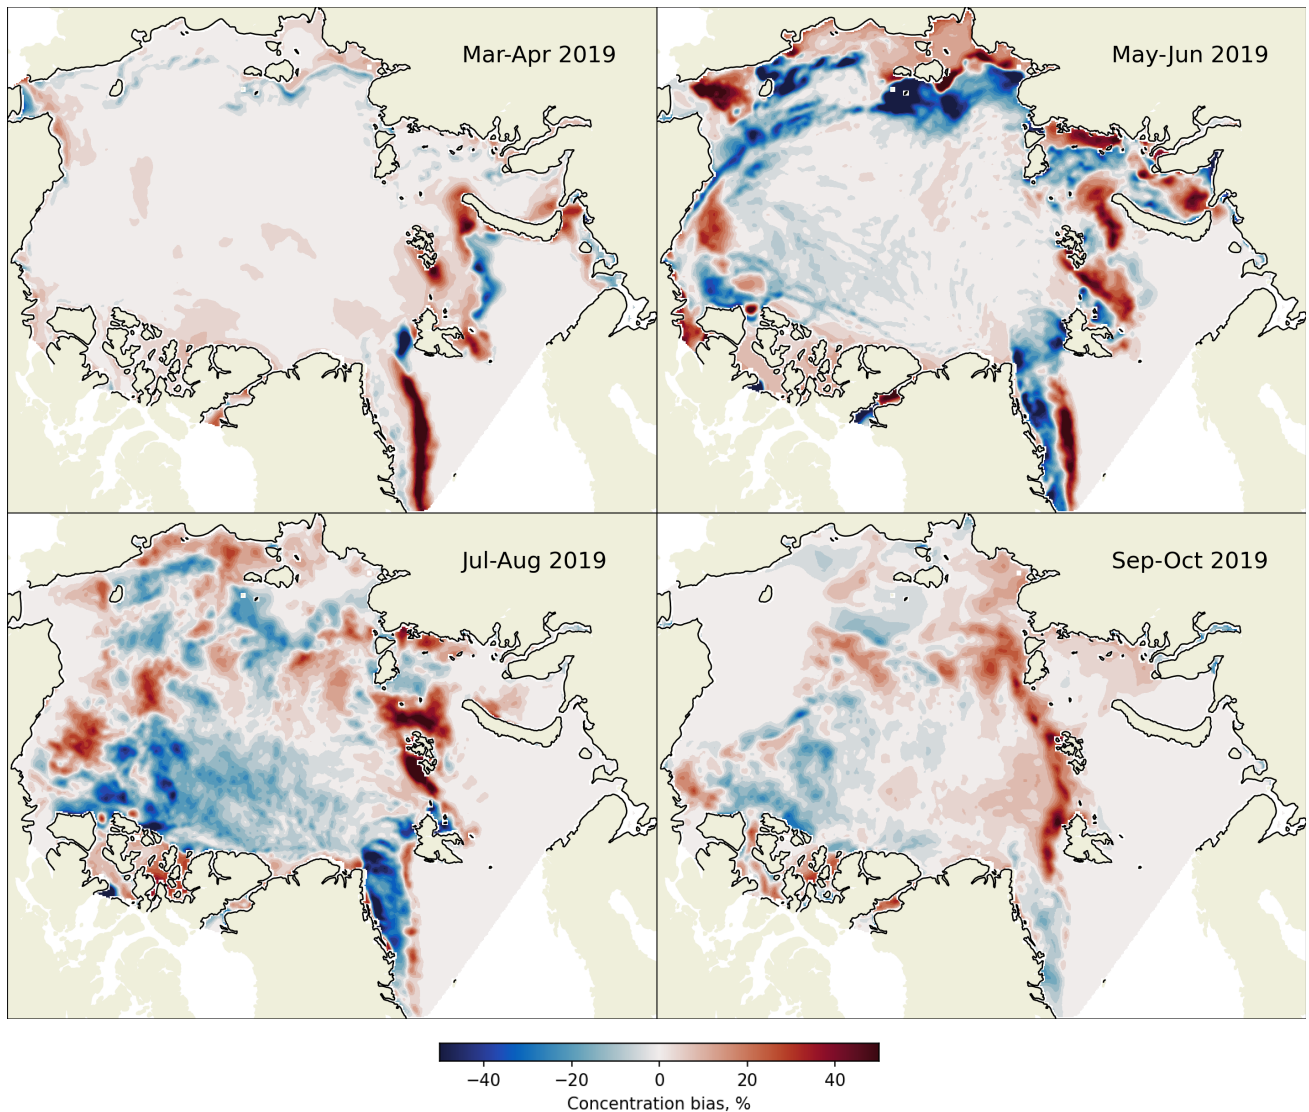 Mar-Apr 2019
May-Jun 2019
Jul-Aug 2019
Sep-Oct 2019
−40 −20 0 20 40
Concentration bias, %